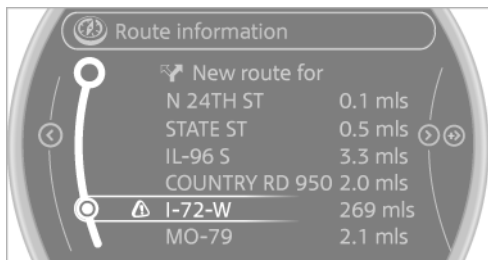 Route information
New route for
N 24TH ST 0.1 mls
STATE ST 0.5 mls
IL-96 S 3.3 mls
COUNTRY RD 950 2.0 mls
I-72-W 269 mls
MO-79 2.1 mls